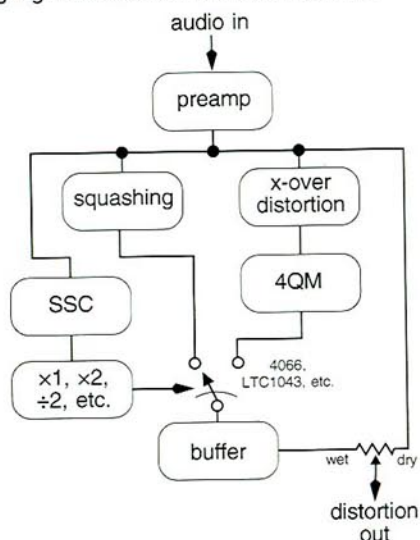 audio in
preamp
squashing
x-over
distortion
4QM
SSC
×1, ×2,
÷2, etc.
4066,
LTC1043, etc.
buffer
wet
dry
distortion
out